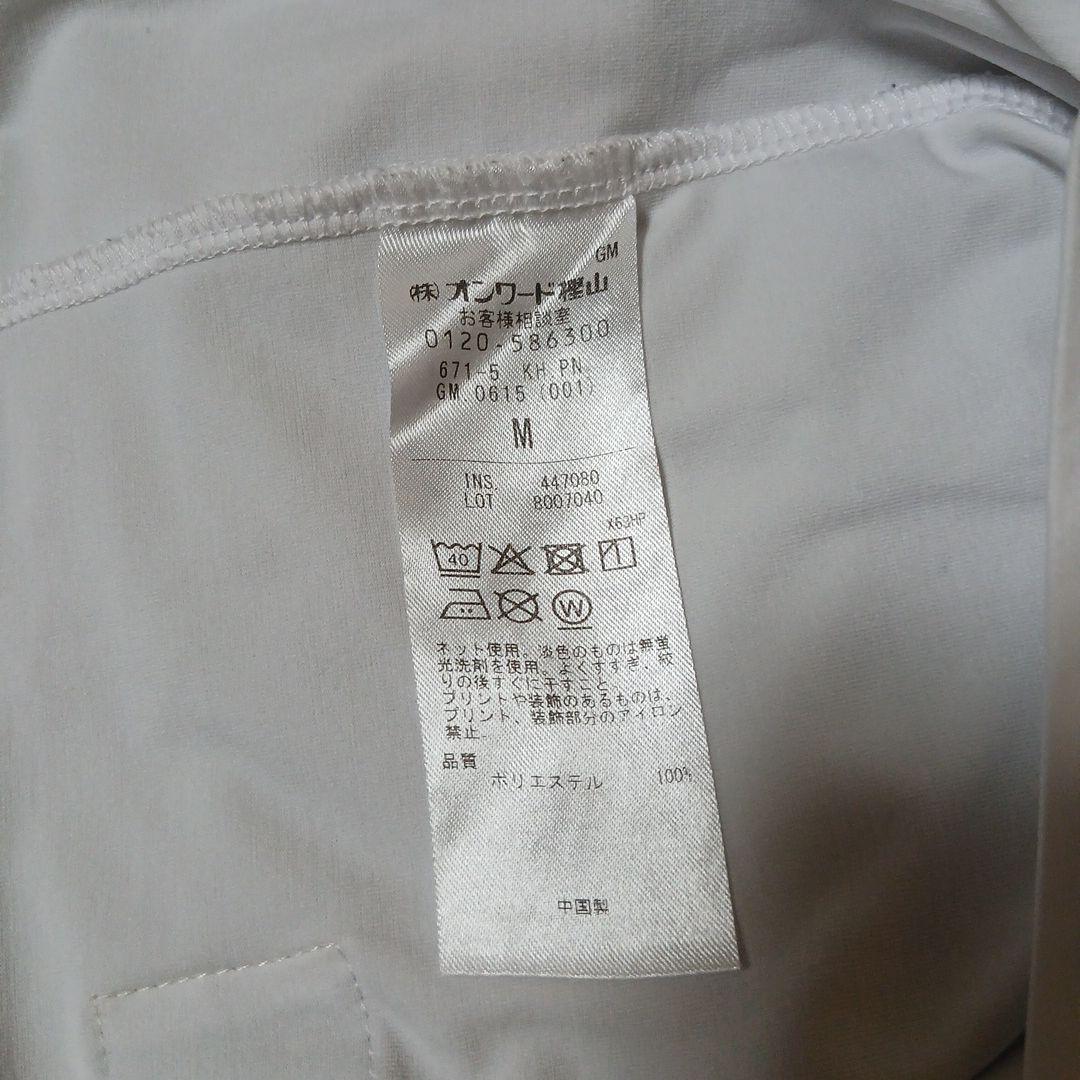 GM
(株)オンワード樫山
お客様相談室
0120-586300
671-5 KH PN
GM 0615 (001)
M
INS 447080
LOT 8007040
X63HP
40
W
ネット使用、淡色のものは無蛍
光洗剤を使用、よくすすぎ、絞
りの後すぐに干すこと。
プリントや装飾のあるものは、
プリント、装飾部分のアイロン
禁止。
品質
ポリエステル 100%
中国製